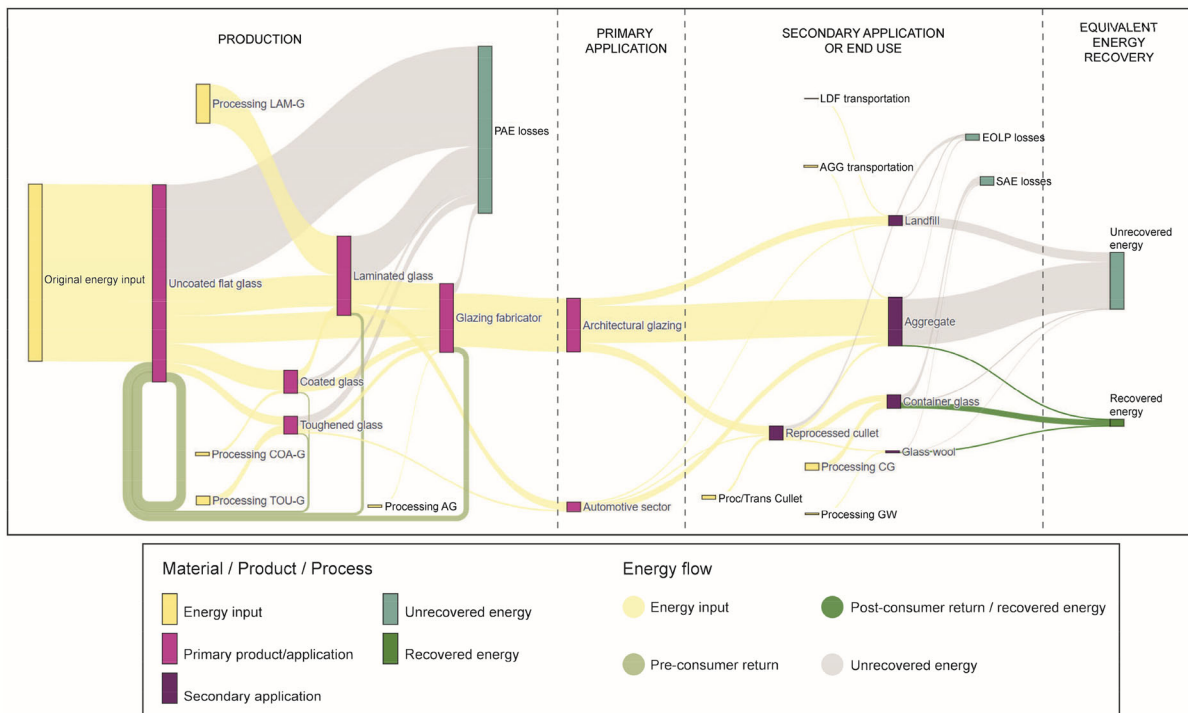 PRODUCTION
PRIMARY
APPLICATION
SECONDARY APPLICATION
OR END USE
EQUIVALENT
ENERGY
RECOVERY
Processing LAM-G
PAE losses
LDF transportation
EOLP losses
AGG transportation
SAE losses
Landfill
Unrecovered
energy
Original energy input
Uncoated flat glass
Laminated glass
Glazing fabricator
Architectural glazing
Aggregate
Coated glass
Container glass
Recovered
energy
Toughened glass
Reprocessed cullet
Processing COA-G
Glass wool
Processing CG
Processing TOU-G
Processing AG
Automotive sector
Proc/Trans Cullet
Processing GW
Material / Product / Process
Energy flow
Energy input
Unrecovered energy
Energy input
Post-consumer return / recovered energy
Primary product/application
Recovered energy
Pre-consumer return
Unrecovered energy
Secondary application